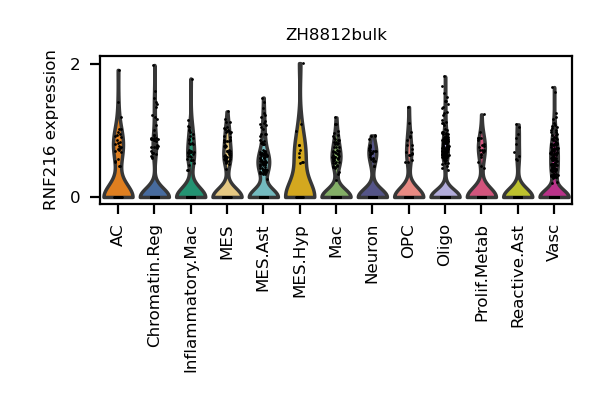 ZH8812bulk
RNF216 expression
2
0
AC
Chromatin.Reg
Inflammatory.Mac
MES
MES.Ast
MES.Hyp
Mac
Neuron
OPC
Oligo
Prolif.Metab
Reactive.Ast
Vasc